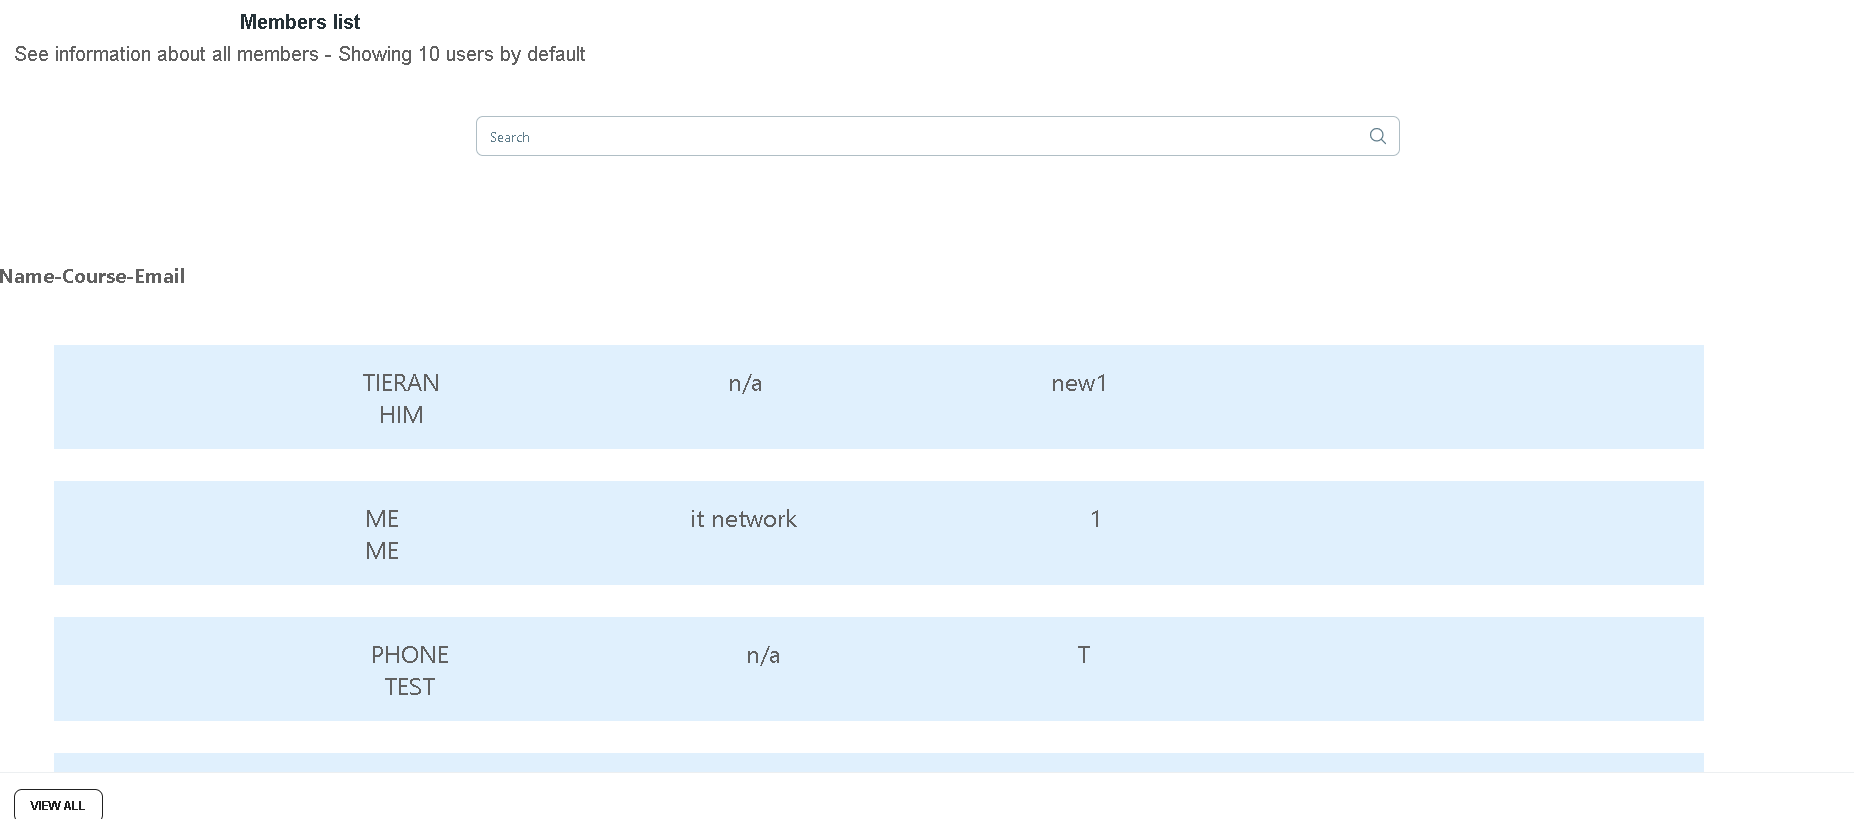 Members list
See information about all members - Showing 10 users by default
Search
Name-Course-Email
TIERAN n/a new1
HIM
ME it network 1
ME
PHONE n/a T
TEST
VIEW ALL